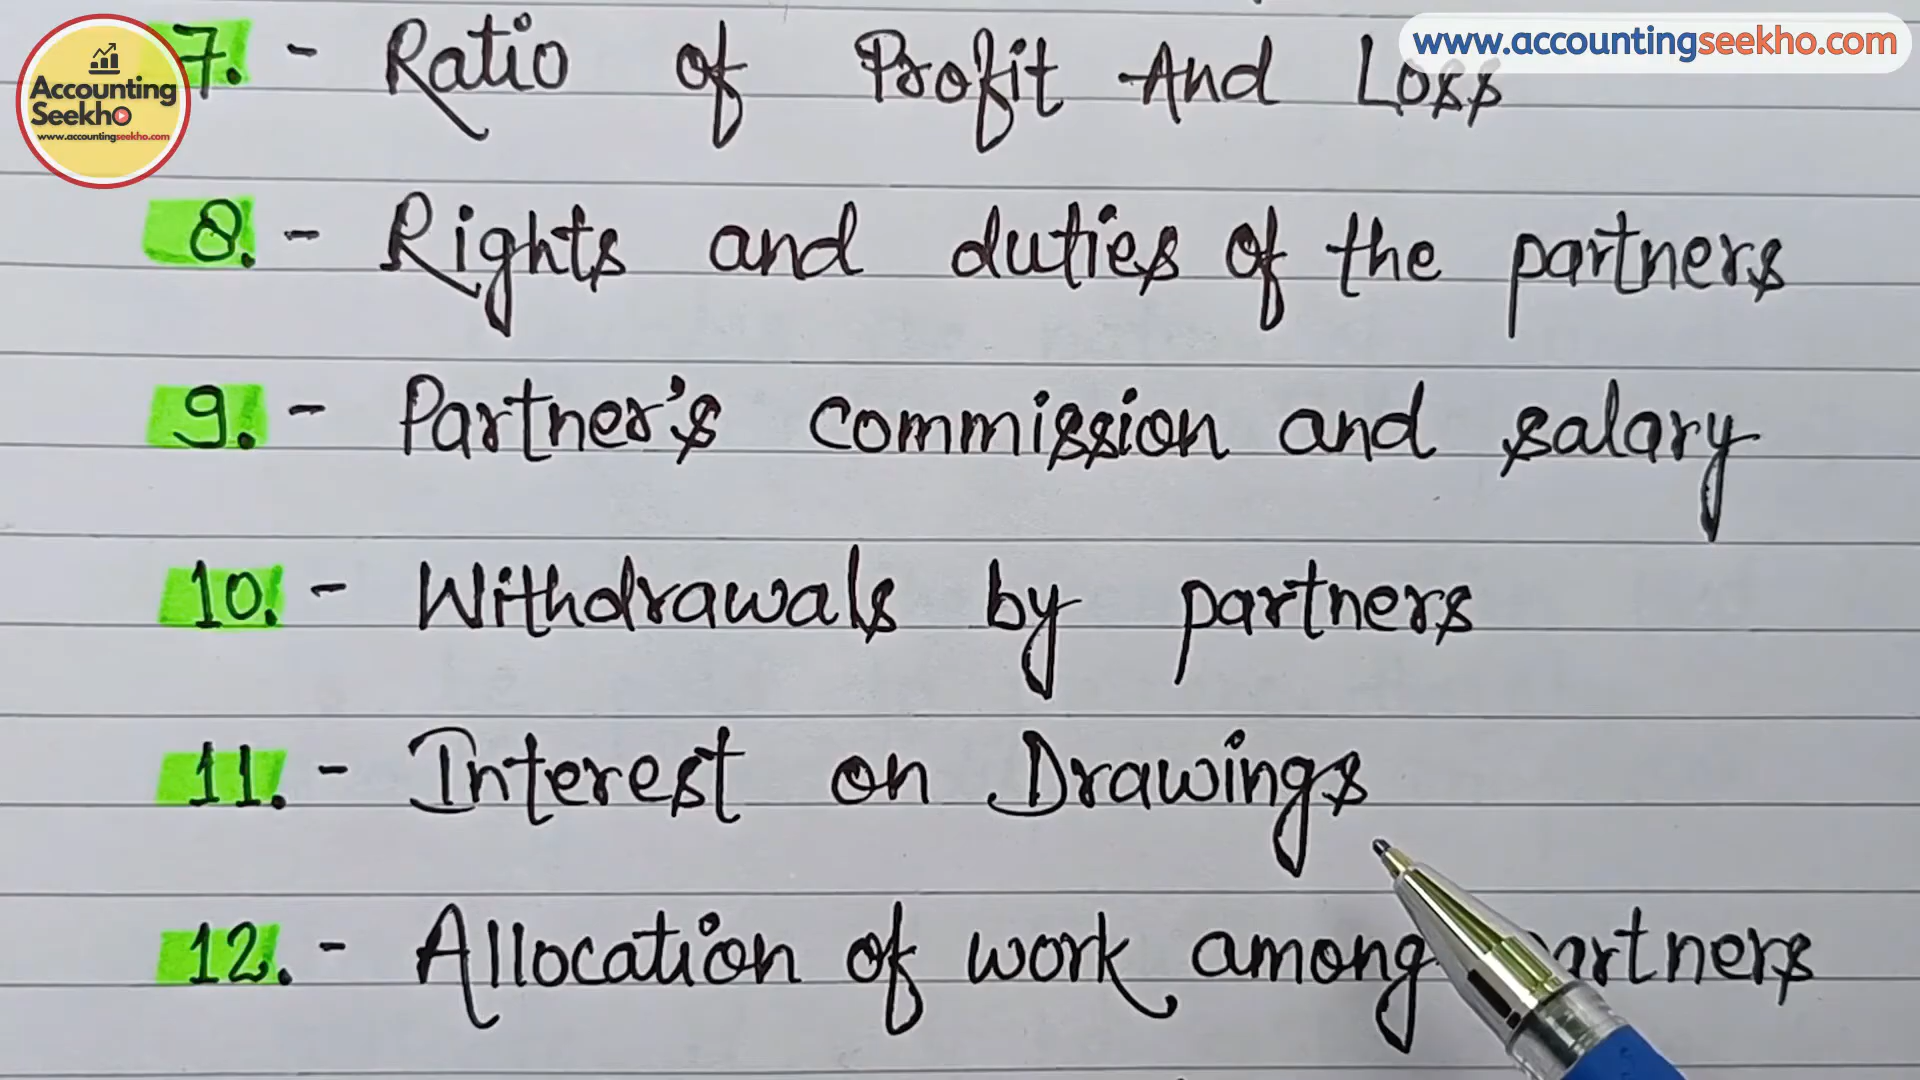 Accounting
Seekho
www.accountingseekho.com
www.accountingseekho.com
7. - Ratio of Profit And Loss
8. - Rights and duties of the partners
9. - Partner's commission and salary
10. - Withdrawals by partners
11. - Interest on Drawings
12. - Allocation of work among